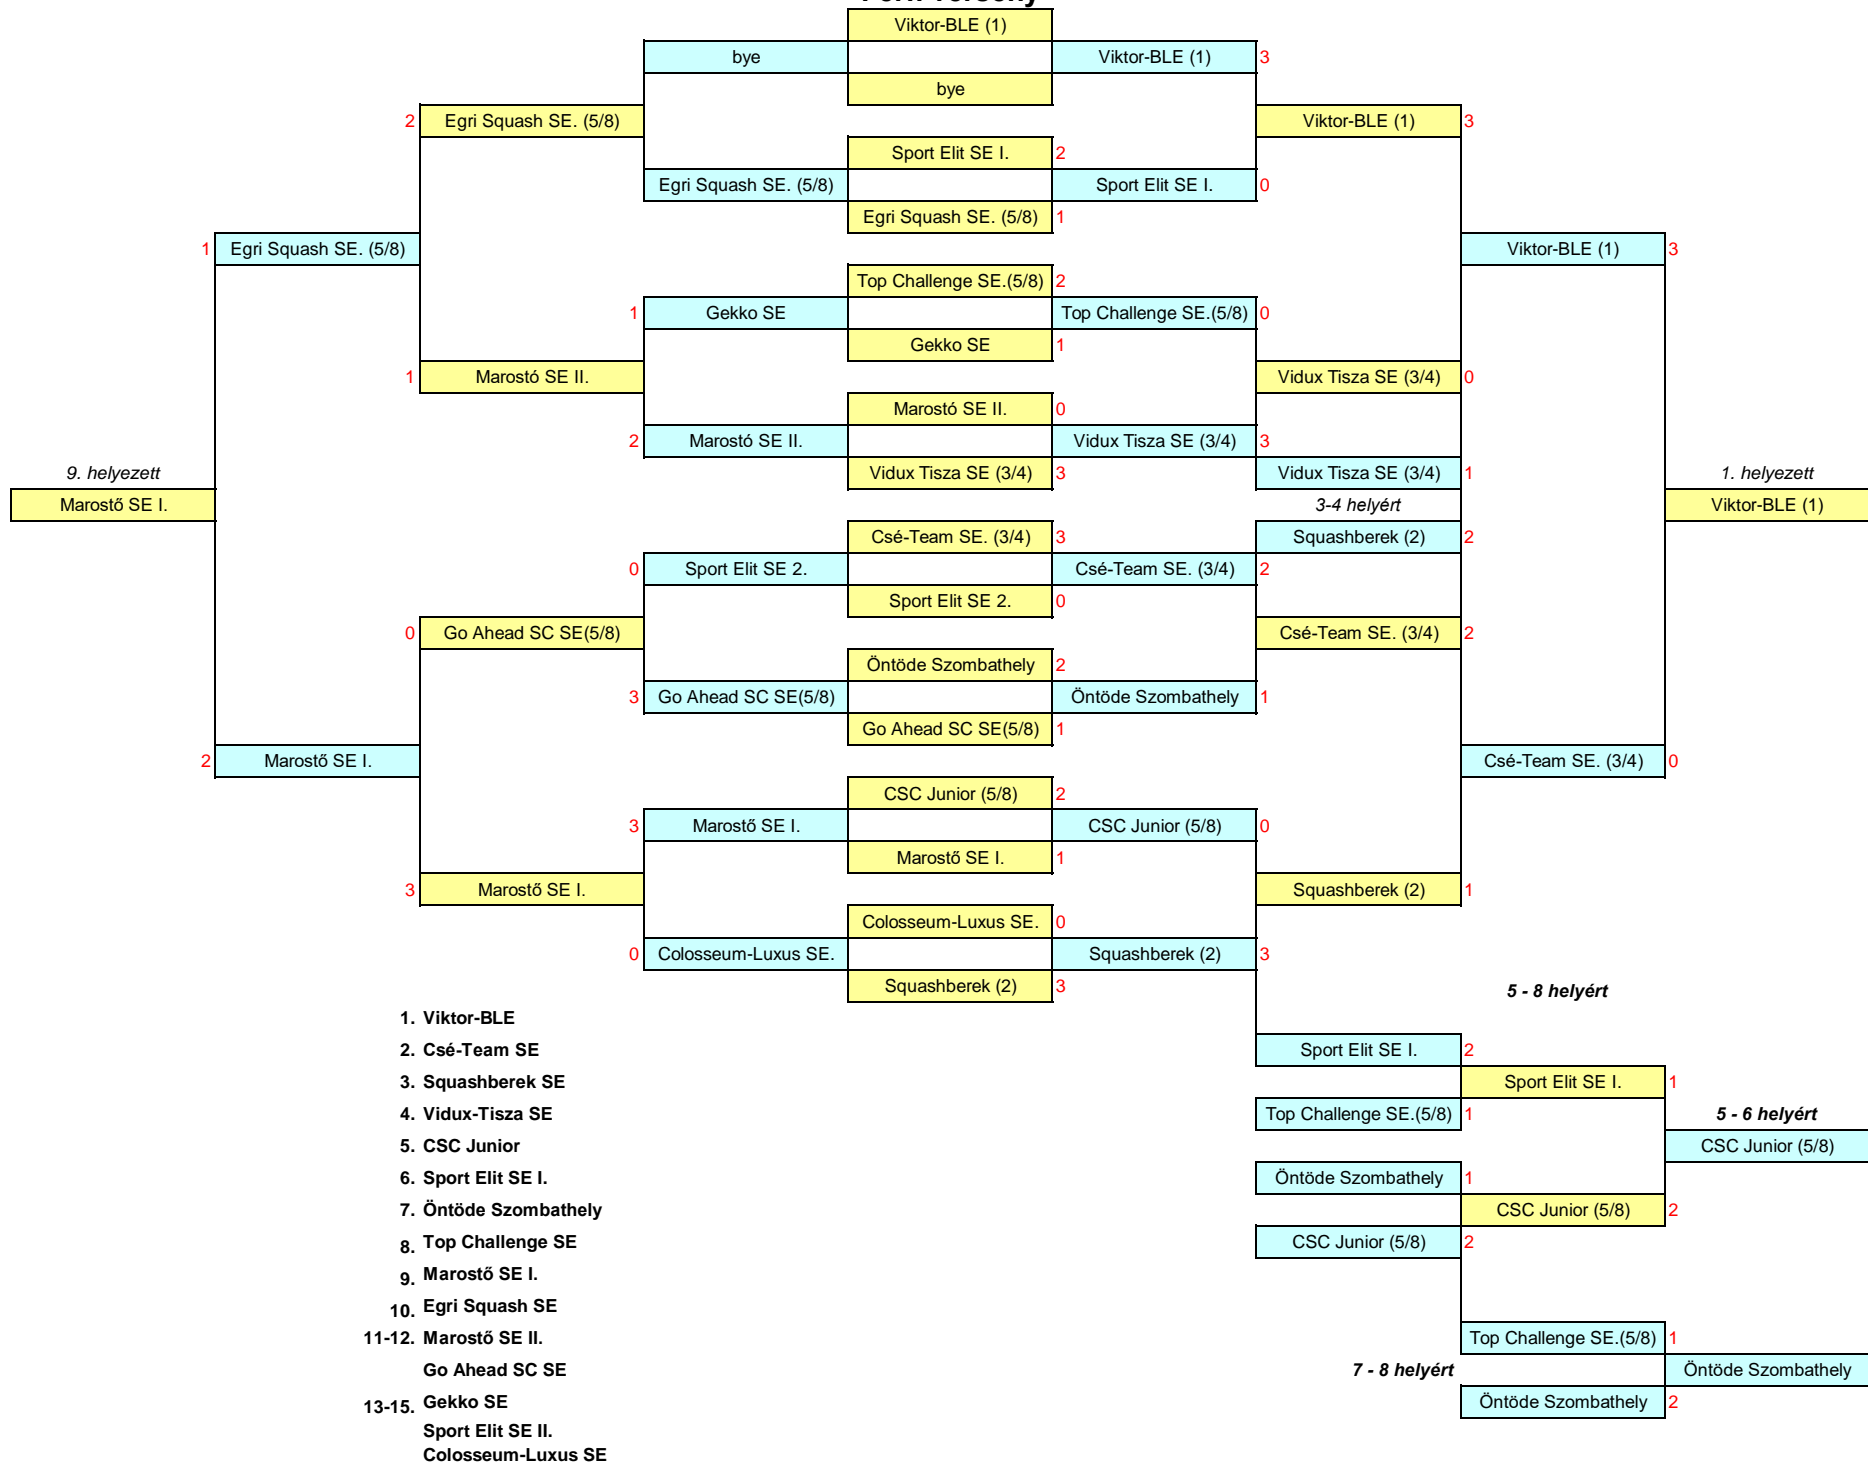 Viktor-BLE (1)
bye Viktor-BLE (1) 3
bye
2 Egri Squash SE. (5/8) Viktor-BLE (1) 3
Sport Elit SE I. 2
Egri Squash SE. (5/8) Sport Elit SE I. 0
Egri Squash SE. (5/8) 1
1 Egri Squash SE. (5/8) Viktor-BLE (1) 3
Top Challenge SE.(5/8) 2
1 Gekko SE Top Challenge SE.(5/8) 0
Gekko SE 1
1 Marostó SE II. Vidux Tisza SE (3/4) 0
Marostó SE II. 0
2 Marostó SE II. Vidux Tisza SE (3/4) 3
9. helyezett Vidux Tisza SE (3/4) 3 Vidux Tisza SE (3/4) 1 1. helyezett
Marostő SE I. 3-4 helyért Viktor-BLE (1)
Csé-Team SE. (3/4) 3 Squashberek (2) 2
0 Sport Elit SE 2. Csé-Team SE. (3/4) 2
Sport Elit SE 2. 0
0 Go Ahead SC SE(5/8) Csé-Team SE. (3/4) 2
Öntöde Szombathely 2
3 Go Ahead SC SE(5/8) Öntöde Szombathely 1
Go Ahead SC SE(5/8) 1
2 Marostő SE I. Csé-Team SE. (3/4) 0
CSC Junior (5/8) 2
3 Marostő SE I. CSC Junior (5/8) 0
Marostő SE I. 1
3 Marostő SE I. Squashberek (2) 1
Colosseum-Luxus SE. 0
0 Colosseum-Luxus SE. Squashberek (2) 3
Squashberek (2) 3 5 - 8 helyért
1. Viktor-BLE
2. Csé-Team SE Sport Elit SE I. 2
3. Squashberek SE Sport Elit SE I. 1
4. Vidux-Tisza SE Top Challenge SE.(5/8) 1 5 - 6 helyért
5. CSC Junior CSC Junior (5/8)
6. Sport Elit SE I. Öntöde Szombathely 1
7. Öntöde Szombathely CSC Junior (5/8) 2
8. Top Challenge SE CSC Junior (5/8) 2
9. Marostő SE I.
10. Egri Squash SE
11-12. Marostő SE II. Top Challenge SE.(5/8) 1
Go Ahead SC SE 7 - 8 helyért Öntöde Szombathely
13-15. Gekko SE Öntöde Szombathely 2
Sport Elit SE II.
Colosseum-Luxus SE